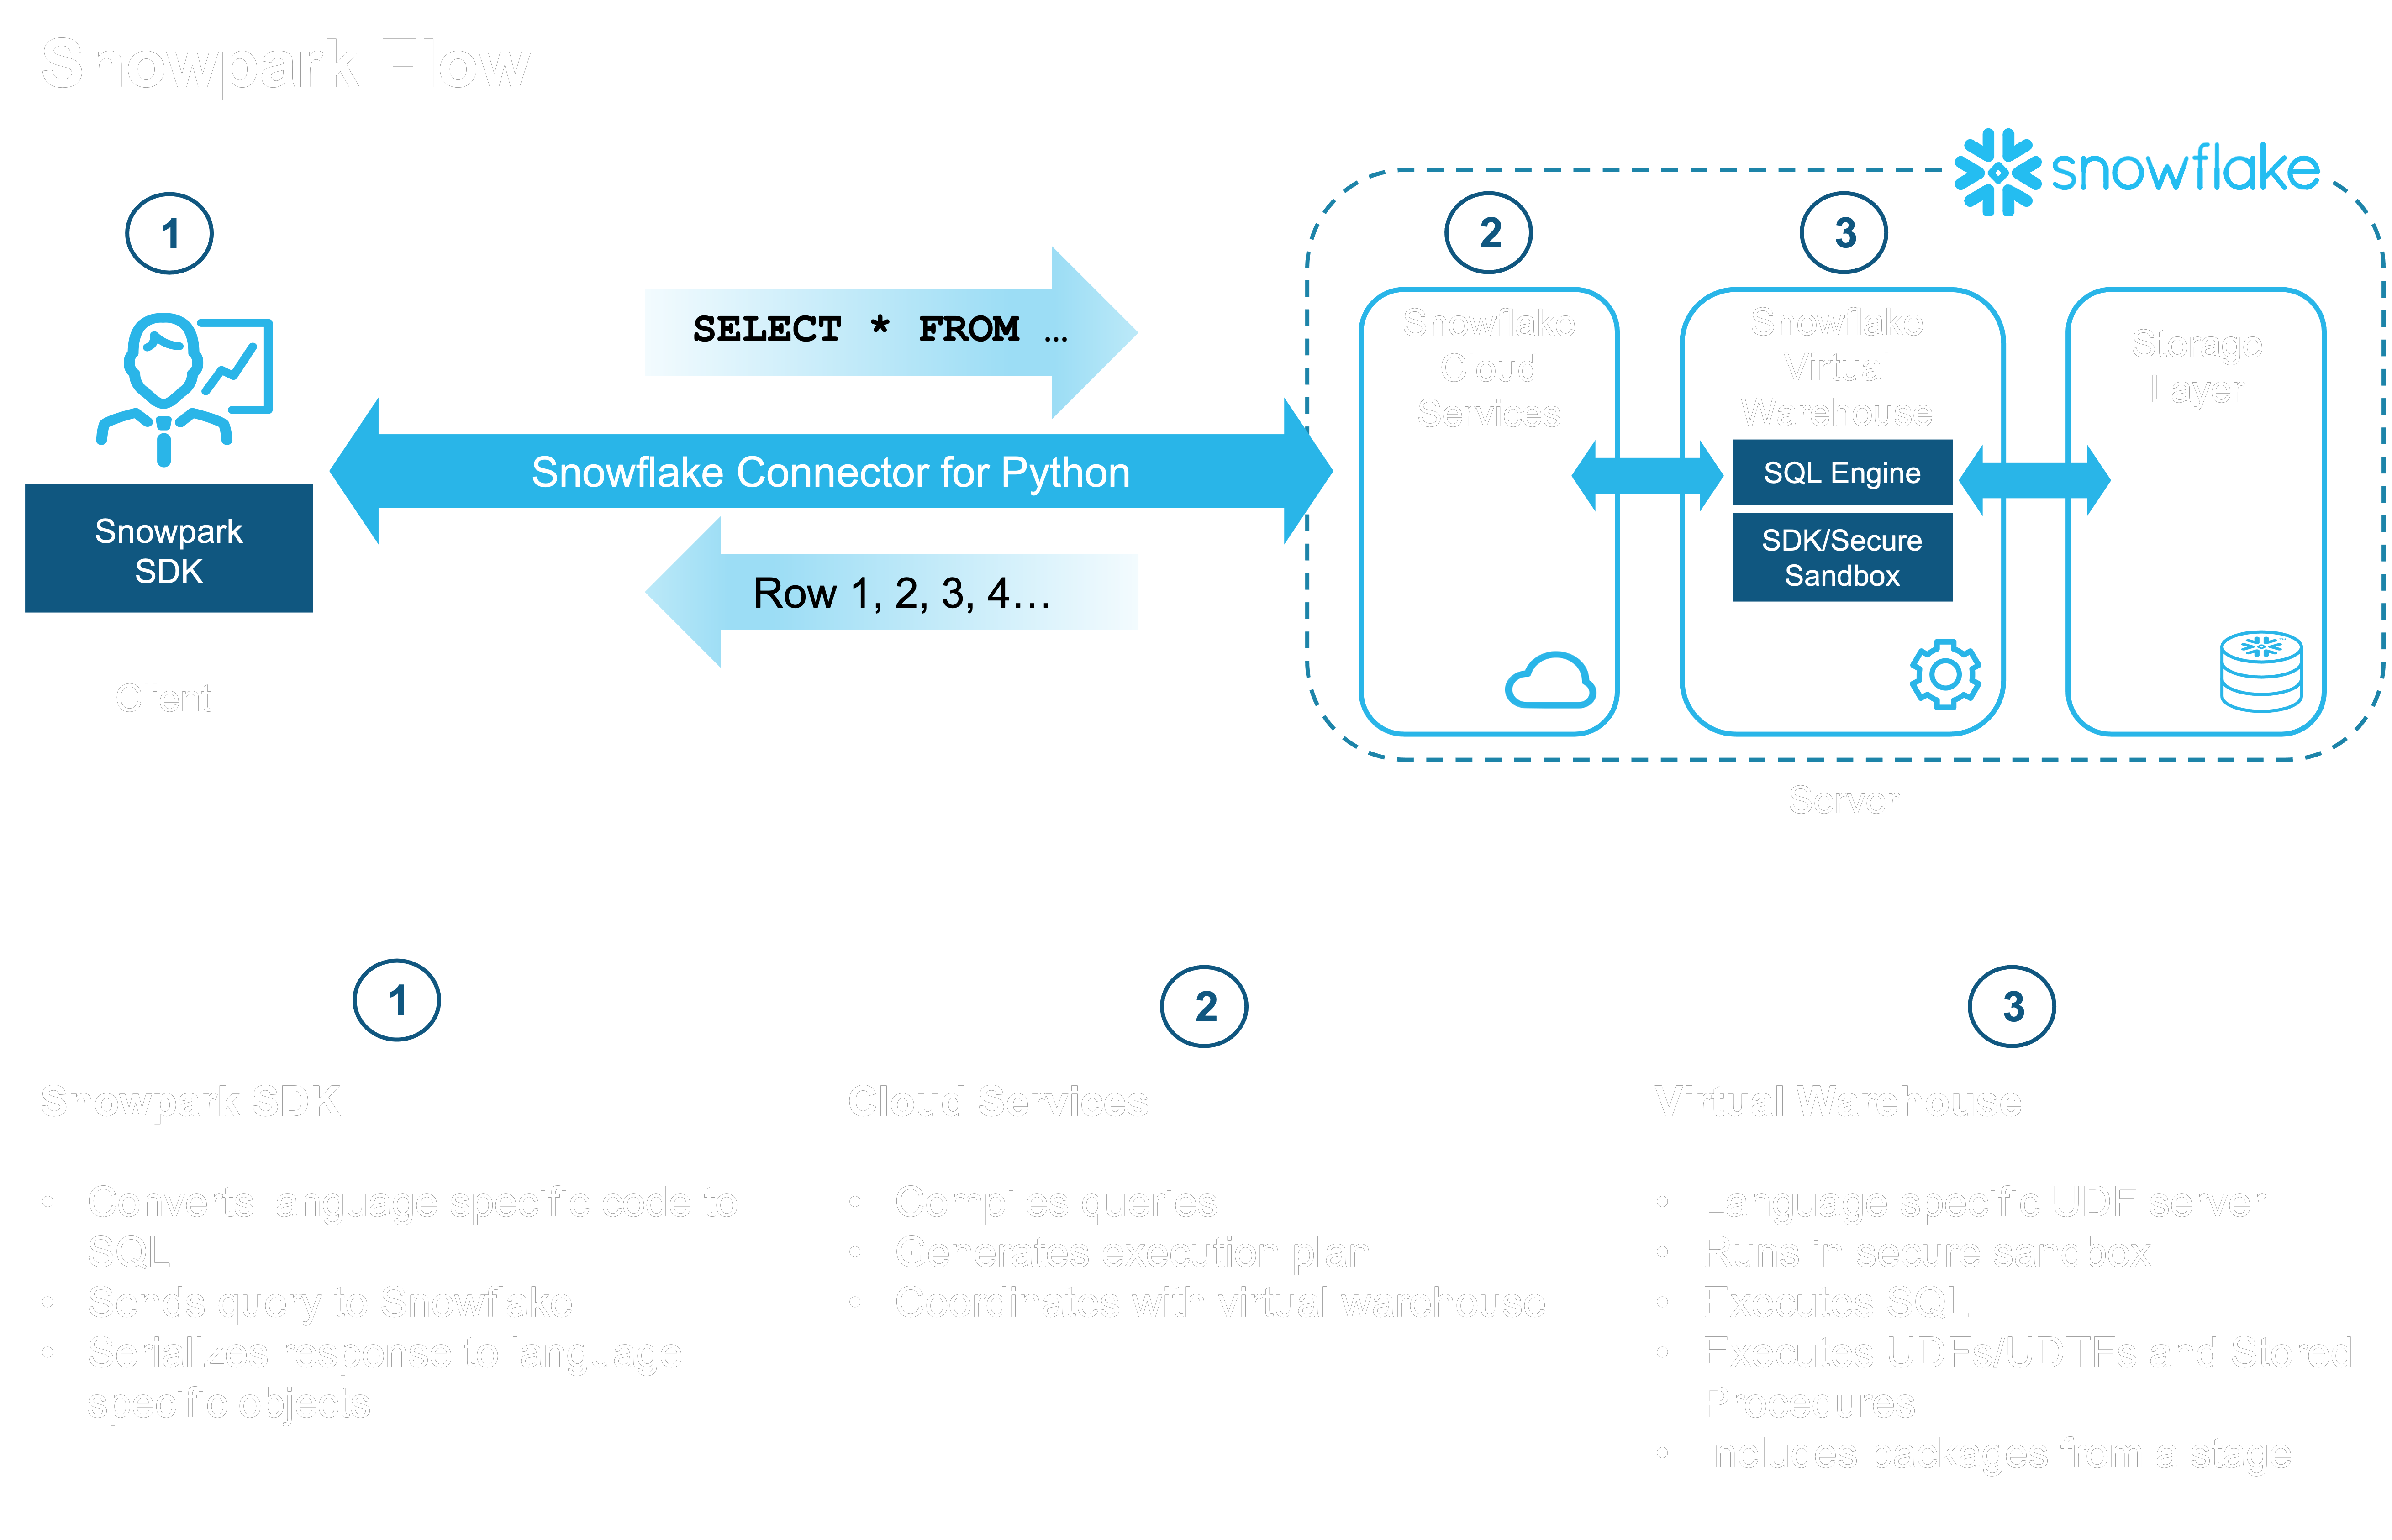 Snowpark Flow
snowflake
1
2
3
SELECT * FROM …
Snowflake
Cloud
Services
Snowflake
Virtual
Warehouse
Storage
Layer
Snowflake Connector for Python
SQL Engine
SDK/Secure
Sandbox
Snowpark
SDK
Row 1, 2, 3, 4…
Client
Server
1
2
3
Snowpark SDK
• Converts language specific code to
SQL
• Sends query to Snowflake
• Serializes response to language
specific objects
Cloud Services
• Compiles queries
• Generates execution plan
• Coordinates with virtual warehouse
Virtual Warehouse
• Language specific UDF server
• Runs in secure sandbox
• Executes SQL
• Executes UDFs/UDTFs and Stored
Procedures
• Includes packages from a stage